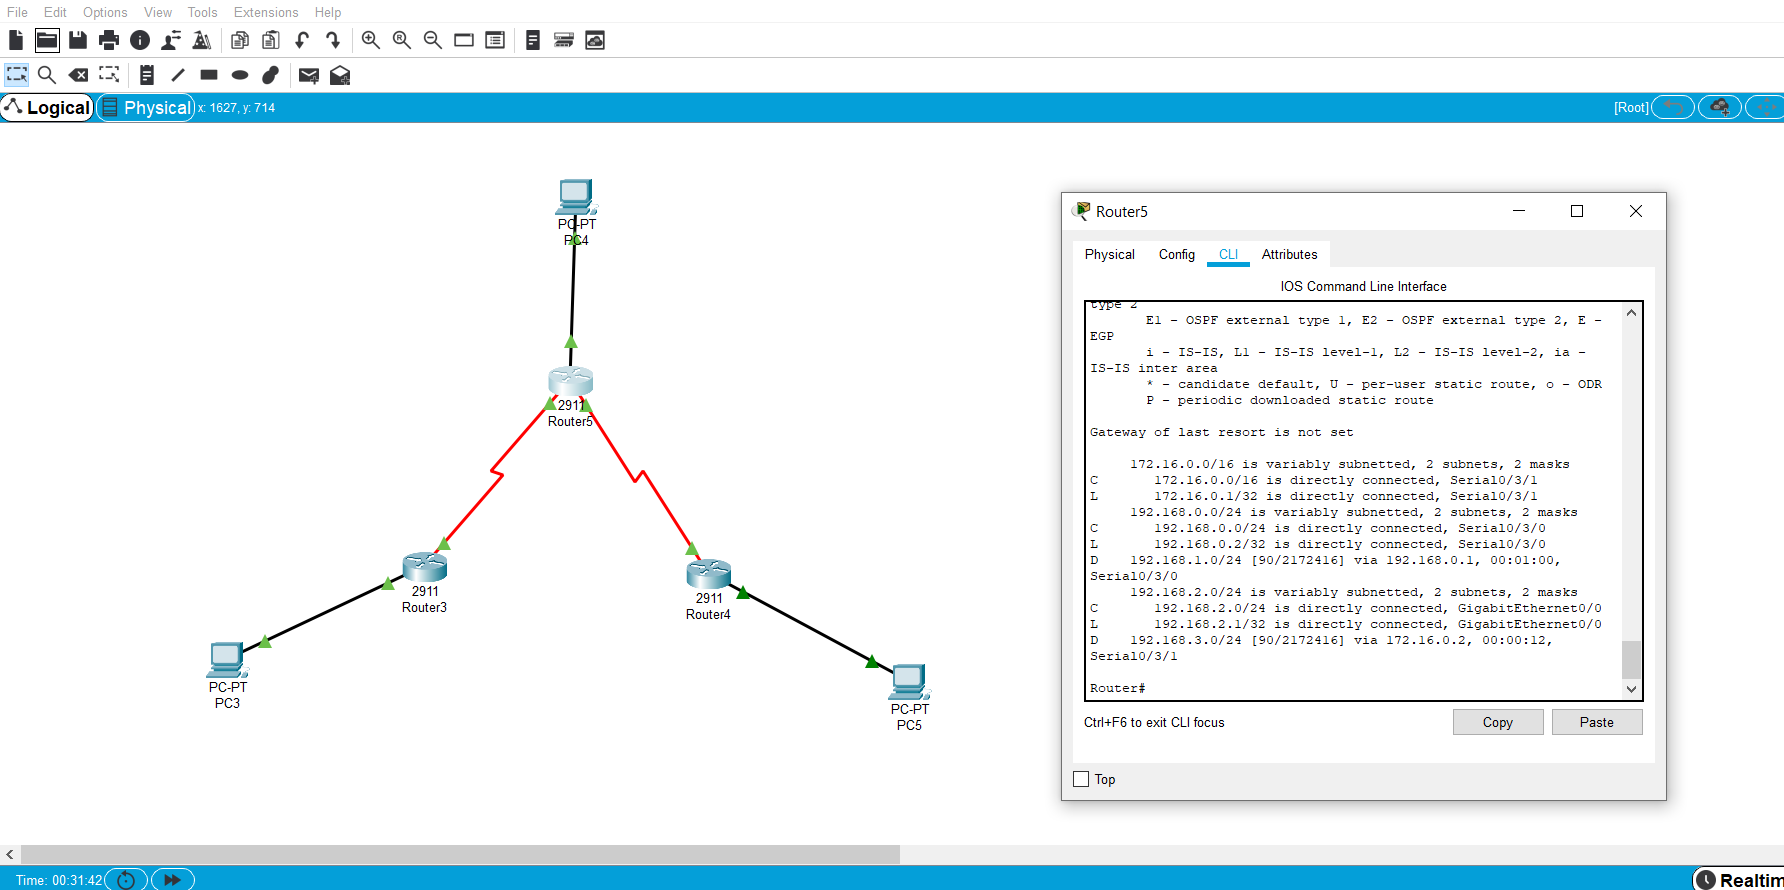 File Edit Options View Tools Extensions Help
Logical Physical x: 1627, y: 714 [Root]
PC-PT
PC4
2911
Router5
2911
Router3
2911
Router4
PC-PT
PC3
PC-PT
PC5
Router5
Physical Config CLI Attributes
IOS Command Line Interface
type 2
E1 - OSPF external type 1, E2 - OSPF external type 2, E -
EGP
i - IS-IS, L1 - IS-IS level-1, L2 - IS-IS level-2, ia -
IS-IS inter area
* - candidate default, U - per-user static route, o - ODR
P - periodic downloaded static route
Gateway of last resort is not set
172.16.0.0/16 is variably subnetted, 2 subnets, 2 masks
C 172.16.0.0/16 is directly connected, Serial0/3/1
L 172.16.0.1/32 is directly connected, Serial0/3/1
192.168.0.0/24 is variably subnetted, 2 subnets, 2 masks
C 192.168.0.0/24 is directly connected, Serial0/3/0
L 192.168.0.2/32 is directly connected, Serial0/3/0
D 192.168.1.0/24 [90/2172416] via 192.168.0.1, 00:01:00,
Serial0/3/0
192.168.2.0/24 is variably subnetted, 2 subnets, 2 masks
C 192.168.2.0/24 is directly connected, GigabitEthernet0/0
L 192.168.2.1/32 is directly connected, GigabitEthernet0/0
D 192.168.3.0/24 [90/2172416] via 172.16.0.2, 00:00:12,
Serial0/3/1
Router#
Ctrl+F6 to exit CLI focus
Copy Paste
Top
Time: 00:31:42
Realtim